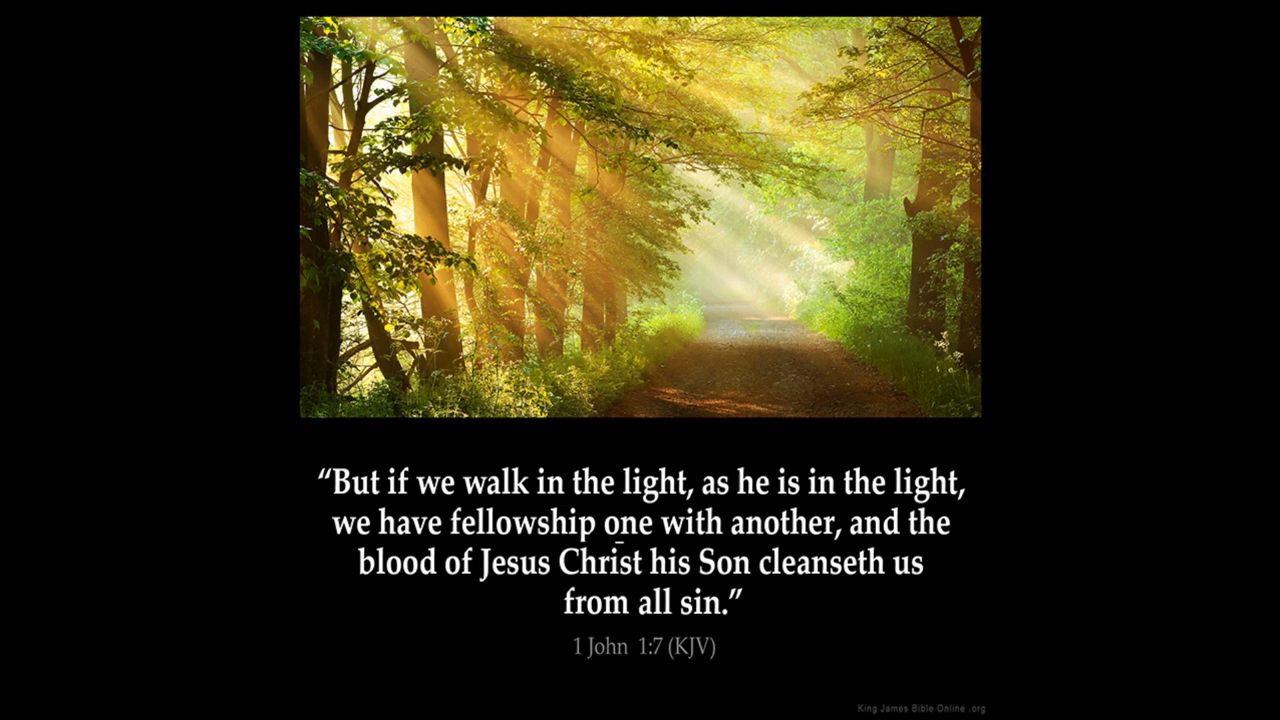 “But if we walk in the light, as he is in the light,
we have fellowship one with another, and the
blood of Jesus Christ his Son cleanseth us
from all sin.”
1 John 1:7 (KJV)
King James Bible Online .org